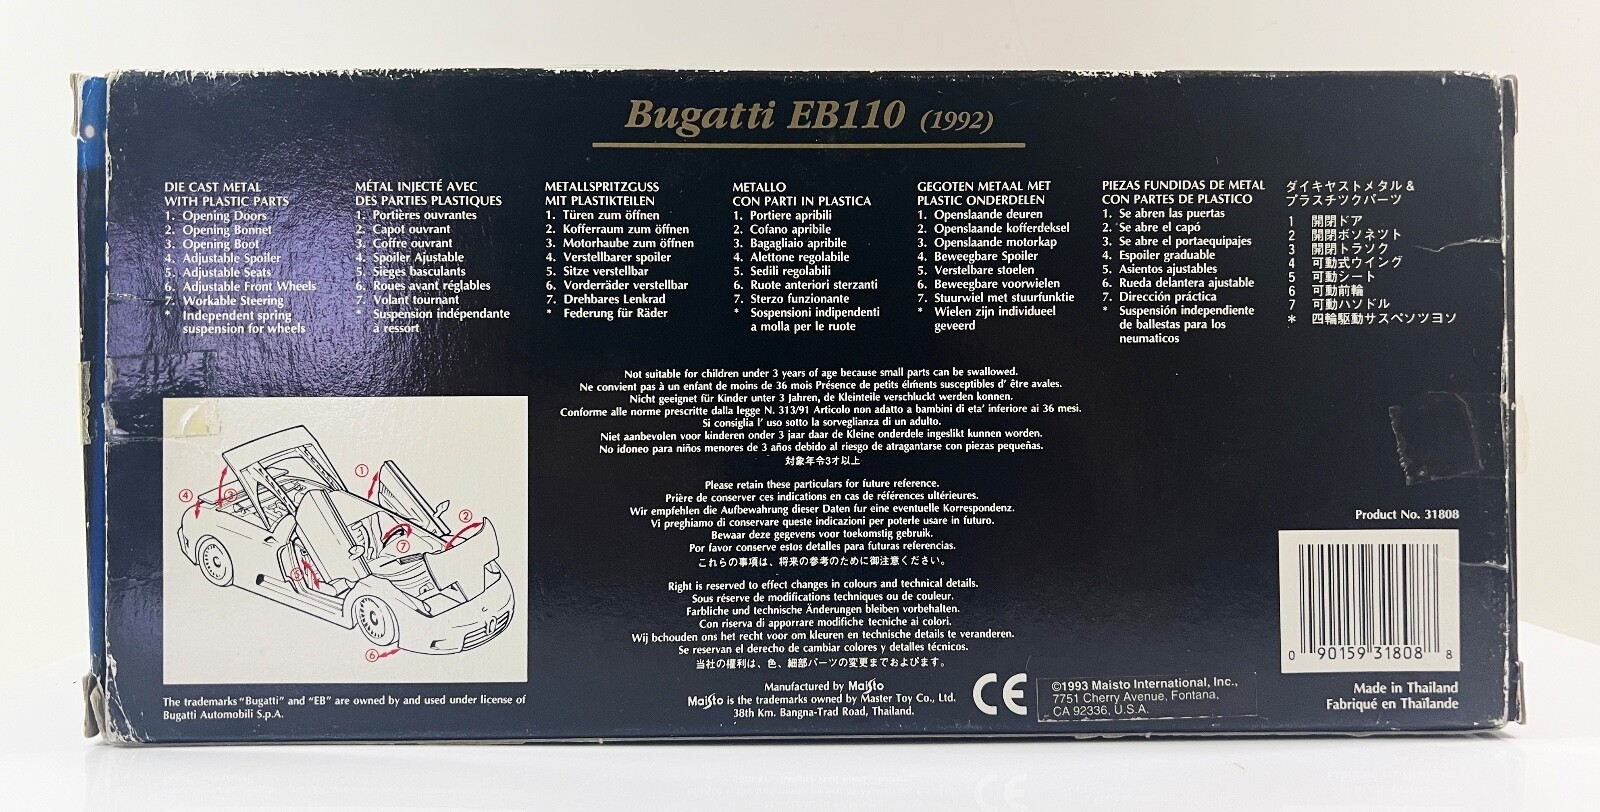 Bugatti EB110 (1992)
DIE CAST METAL
WITH PLASTIC PARTS
1. Opening Doors
2. Opening Bonnet
3. Opening Boot
4. Adjustable Spoiler
5. Adjustable Seats
6. Adjustable Front Wheels
7. Workable Steering
* Independent spring
suspension for wheels
MÉTAL INJECTÉ AVEC
DES PARTIES PLASTIQUES
1. Portières ouvrantes
2. Capot ouvrant
3. Coffre ouvrant
4. Spoiler Ajustable
5. Sieges basculants
6. Roues avant réglables
7. Volant tournant
* Suspension indépendante
a ressort
METALLSPRITZGUSS
MIT PLASTIKTEILEN
1. Türen zum öffnen
2. Kofferraum zum öffnen
3. Motorhaube zum öffnen
4. Verstellbarer spoiler
5. Sitze verstellbar
6. Vorderräder verstellbar
7. Drehbares Lenkrad
* Federung für Räder
METALLO
CON PARTI IN PLASTICA
1. Portiere apribili
2. Cofano apribile
3. Bagagliaio apribile
4. Alettone regolabile
5. Sedili regolabili
6. Ruote anteriori sterzanti
7. Sterzo funzionante
* Sospensioni indipendenti
a molla per le ruote
GEGOTEN METAAL MET
PLASTIC ONDERDELEN
1. Openslaande deuren
2. Openslaande kofferdeksel
3. Openslaande motorkap
4. Beweegbare Spoiler
5. Verstelbare stoelen
6. Beweegbare voorwielen
7. Stuurwiel met stuurfunktie
* Wielen zijn individueel
geveerd
PIEZAS FUNDIDAS DE METAL
CON PARTES DE PLASTICO
1. Se abren las puertas
2. Se abre el capó
3. Se abre el portaequipajes
4. Espoiler graduable
5. Asientos ajustables
6. Rueda delantera ajustable
7. Dirección práctica
* Suspensión independiente
de ballestas para los
neumaticos
ダイキャストメタル &
プラスチツクパーツ
1 開閉ドア
2 開閉ボソネツト
3 開閉トラソク
4 可動式ウイング
5 可動シート
6 可動前輪
7 可動ハソドル
* 四輪駆動サスペソツヨソ
Not suitable for children under 3 years of age because small parts can be swallowed.
Ne convient pas à un enfant de moins de 36 mois Présence de petits élments susceptibles d' être avales.
Nicht geeignet für Kinder unter 3 Jahren, de Kleinteile verschluckt werden konnen.
Conforme alle norme prescritte dalla legge N. 313/91 Articolo non adatto a bambini di eta' inferiore ai 36 mesi.
Si consiglia l' uso sotto la sorveglianza di un adulto.
Niet aanbevolen voor kinderen onder 3 jaar daar de Kleine onderdele ingeslikt kunnen worden.
No idoneo para niños menores de 3 años debido al riesgo de atragantarse con piezas pequeñas.
対象年令3才以上
Please retain these particulars for future reference.
Prière de conserver ces indications en cas de références ultérieures.
Wir empfehlen die Aufbewahrung dieser Daten fur eine eventuelle Korrespondenz.
Vi preghiamo di conservare queste indicazioni per poterle usare in futuro.
Bewaar deze gegevens voor toekomstig gebruik.
Por favor conserve estos detalles para futuras referencias.
これらの事項は、将来の参考のために御注意ください。
Right is reserved to effect changes in colours and technical details.
Sous réserve de modifications techniques ou de couleur.
Farbliche und technische Änderungen bleiben vorbehalten.
Con riserva di apporare modifiche tecniche ai colori.
Wij bchouden ons het recht voor om kleuren en technische details te veranderen.
Se reservan el derecho de cambiar colores y detalles técnicos.
当社の権利は、色、細部パーツの変更までおよびます。
Manufactured by Maisto
Maisto is the trademarks owned by Master Toy Co., Ltd.
38th Km. Bangna-Trad Road, Thailand.
CE
©1993 Maisto International, Inc.,
7751 Cherry Avenue, Fontana,
CA 92336, U.S.A.
1
2
3
4
5
6
7
The trademarks "Bugatti" and "EB" are owned by and used under license of
Bugatti Automobili S.p.A.
Product No. 31808
0 90159 31808 8
Made in Thailand
Fabriqué en Thaïlande